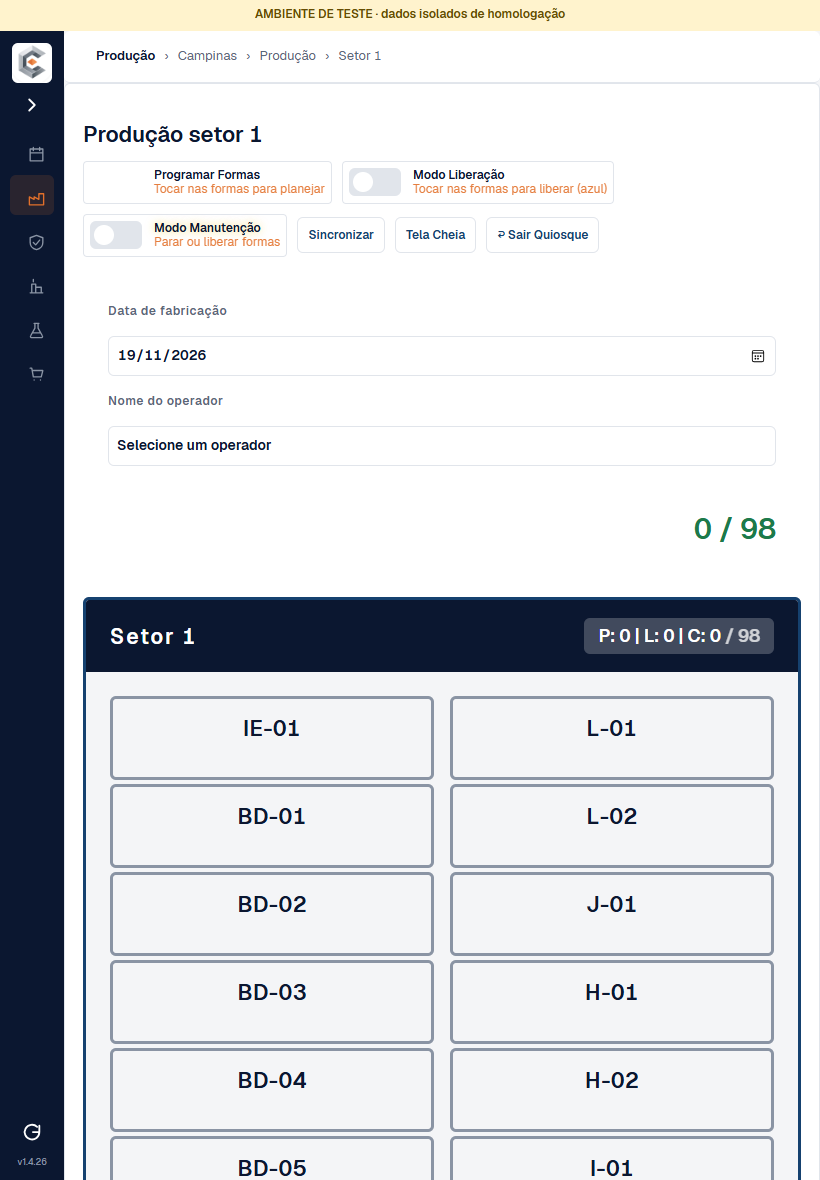 AMBIENTE DE TESTE · dados isolados de homologação
Produção › Campinas › Produção › Setor 1
Produção setor 1
Programar Formas
Tocar nas formas para planejar
Modo Liberação
Tocar nas formas para liberar (azul)
Modo Manutenção
Parar ou liberar formas
Sincronizar
Tela Cheia
Sair Quiosque
Data de fabricação
19/11/2026
Nome do operador
Selecione um operador
0 / 98
Setor 1
P: 0 | L: 0 | C: 0 / 98
IE-01
L-01
BD-01
L-02
BD-02
J-01
BD-03
H-01
BD-04
H-02
BD-05
I-01
v1.4.26